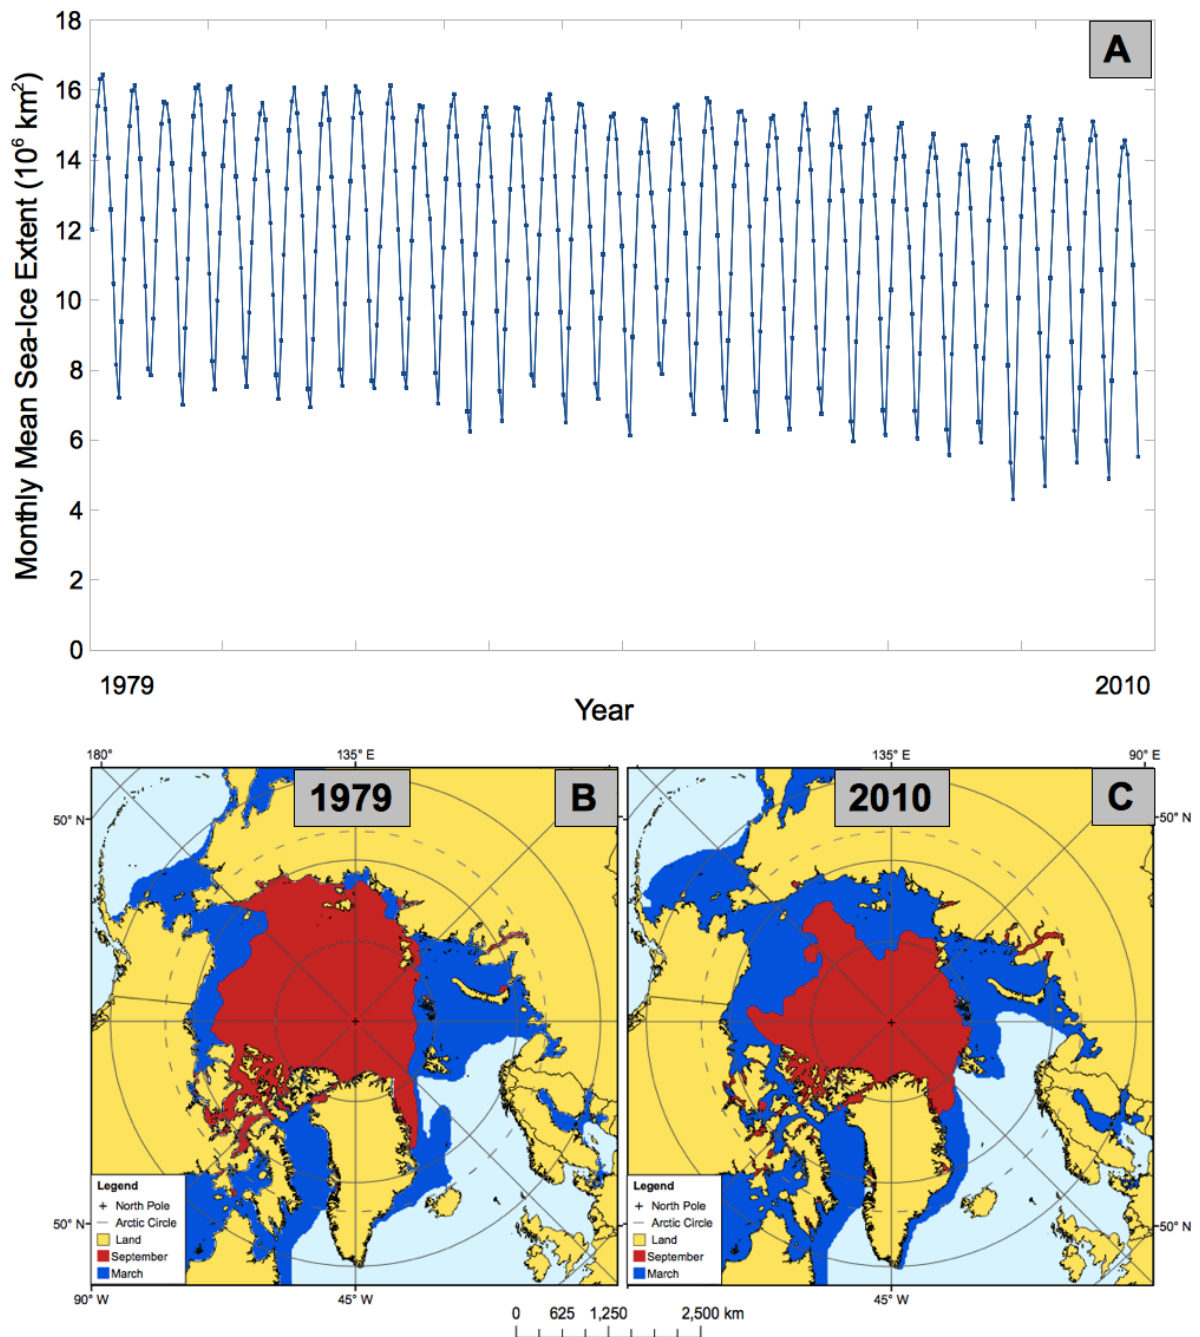 A
Monthly Mean Sea-Ice Extent (10⁶ km²)
18
16
14
12
10
8
6
4
2
0
1979
2010
Year
180°
135° E
135° E
90° E
1979
B
2010
C
50° N
50° N
Legend
North Pole
Arctic Circle
Land
September
March
Legend
North Pole
Arctic Circle
Land
September
March
50° N
50° N
90° W
45° W
45° W
0 625 1,250 2,500 km